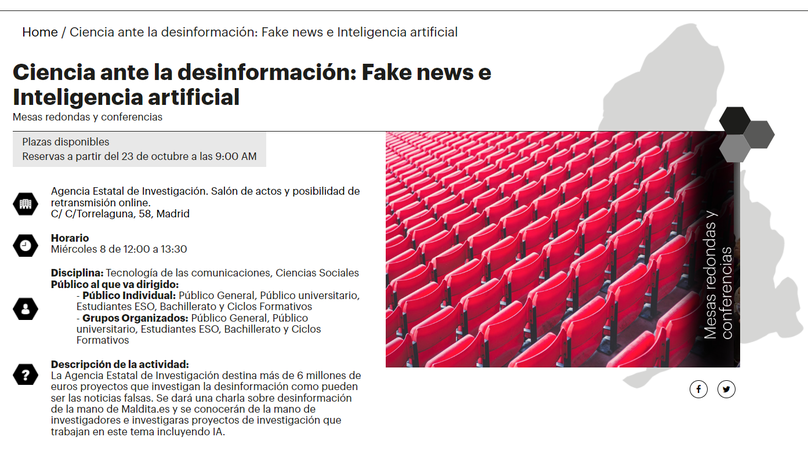 Home / Ciencia ante la desinformación: Fake news e Inteligencia artificial
Ciencia ante la desinformación: Fake news e
Inteligencia artificial
Mesas redondas y conferencias
Plazas disponibles
Reservas a partir del 23 de octubre a las 9:00 AM
Agencia Estatal de Investigación. Salón de actos y posibilidad de
retransmisión online.
C/ C/Torrelaguna, 58, Madrid
Horario
Miércoles 8 de 12:00 a 13:30
Disciplina: Tecnología de las comunicaciones, Ciencias Sociales
Público al que va dirigido:
- Público Individual: Público General, Público universitario,
Estudiantes ESO, Bachillerato y Ciclos Formativos
- Grupos Organizados: Público General, Público
universitario, Estudiantes ESO, Bachillerato y Ciclos
Formativos
Descripción de la actividad:
La Agencia Estatal de Investigación destina más de 6 millones de
euros proyectos que investigan la desinformación como pueden
ser las noticias falsas. Se dará una charla sobre desinformación
de la mano de Maldita.es y se conocerán de la mano de
investigadores e investigaras proyectos de investigación que
trabajan en este tema incluyendo IA.
Mesas redondas y
conferencias